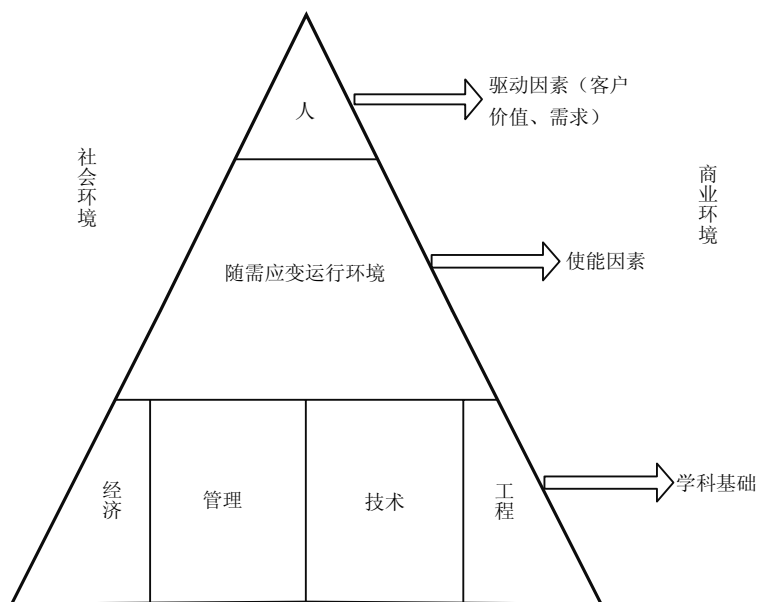 人
驱动因素（客户
价值、需求）
社会环境
商业环境
随需应变运行环境
使能因素
经济
管理
技术
工程
学科基础